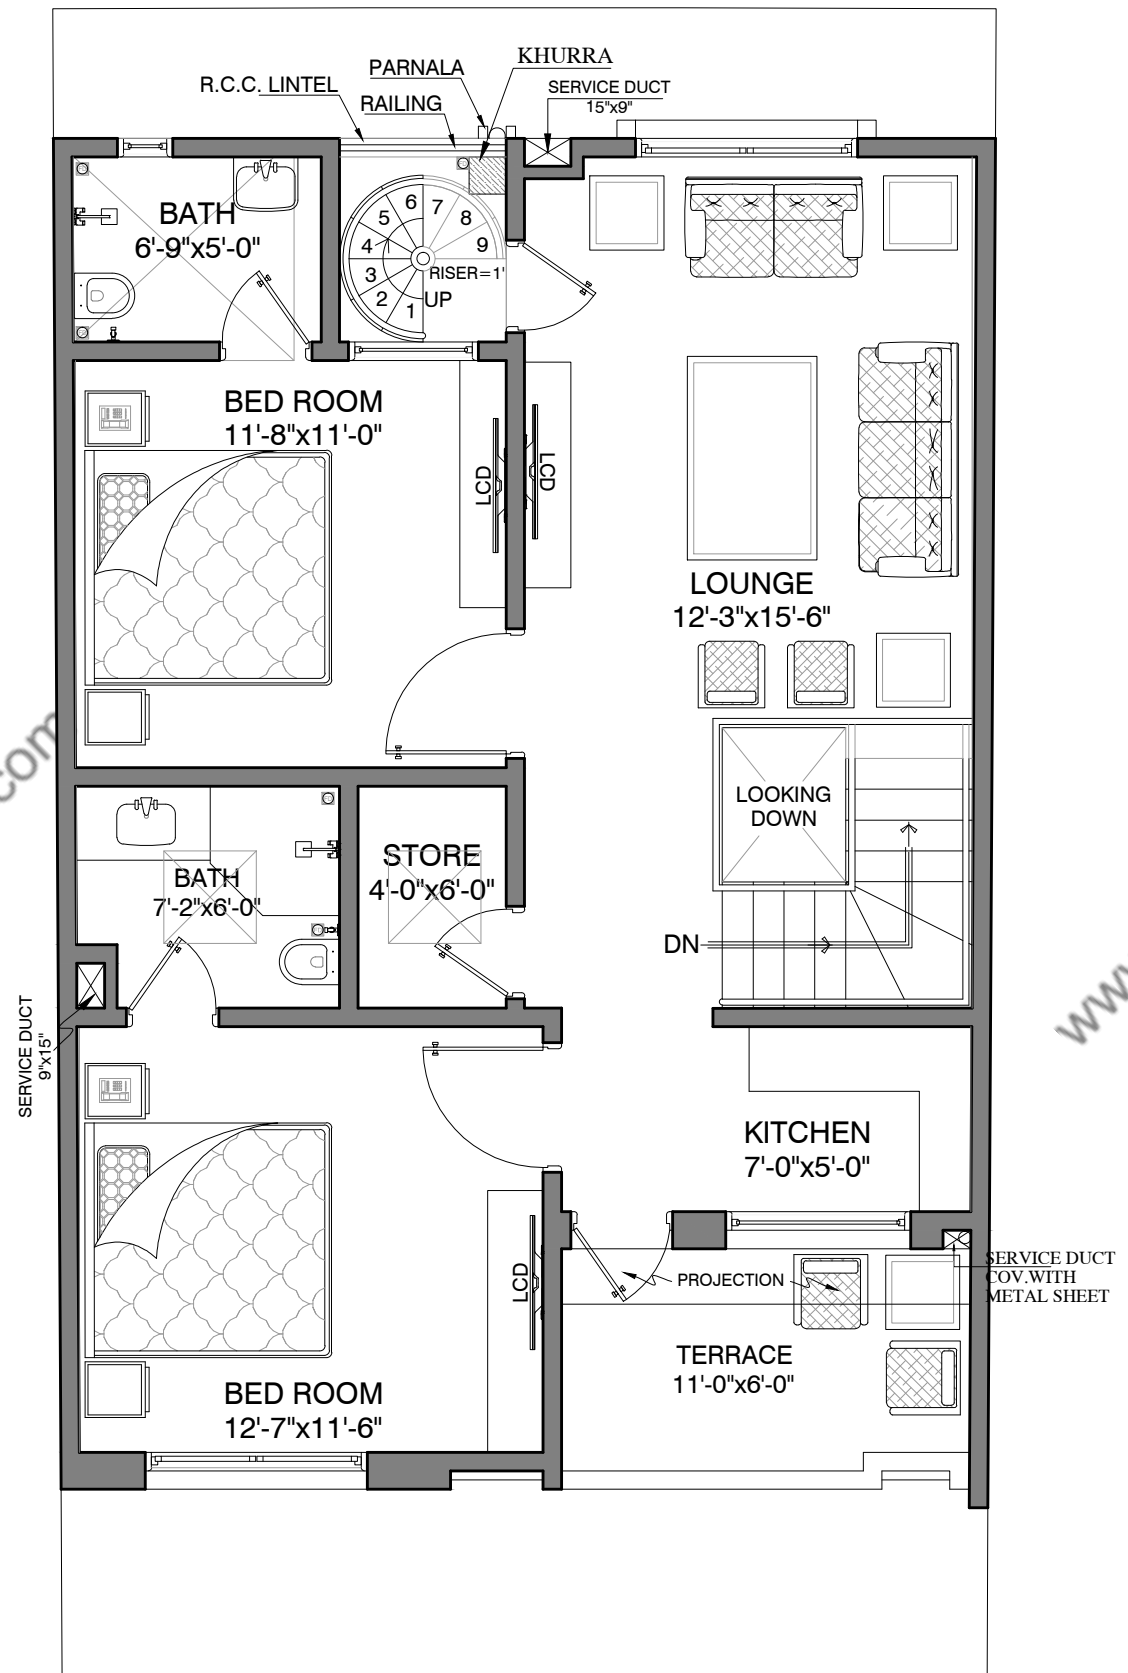 KHURRA
PARNALA
R.C.C. LINTEL
RAILING
SERVICE DUCT
15"x9"
BATH
6'-9"x5'-0"
1
2
3
4
5
6
7
8
9
RISER=1'
UP
BED ROOM
11'-8"x11'-0"
LCD
LCD
LOUNGE
12'-3"x15'-6"
LOOKING
DOWN
DN
BATH
7'-2"x6'-0"
STORE
4'-0"x6'-0"
SERVICE DUCT
9"x15"
KITCHEN
7'-0"x5'-0"
PROJECTION
SERVICE DUCT
COV.WITH
METAL SHEET
LCD
TERRACE
11'-0"x6'-0"
BED ROOM
12'-7"x11'-6"
.com
www